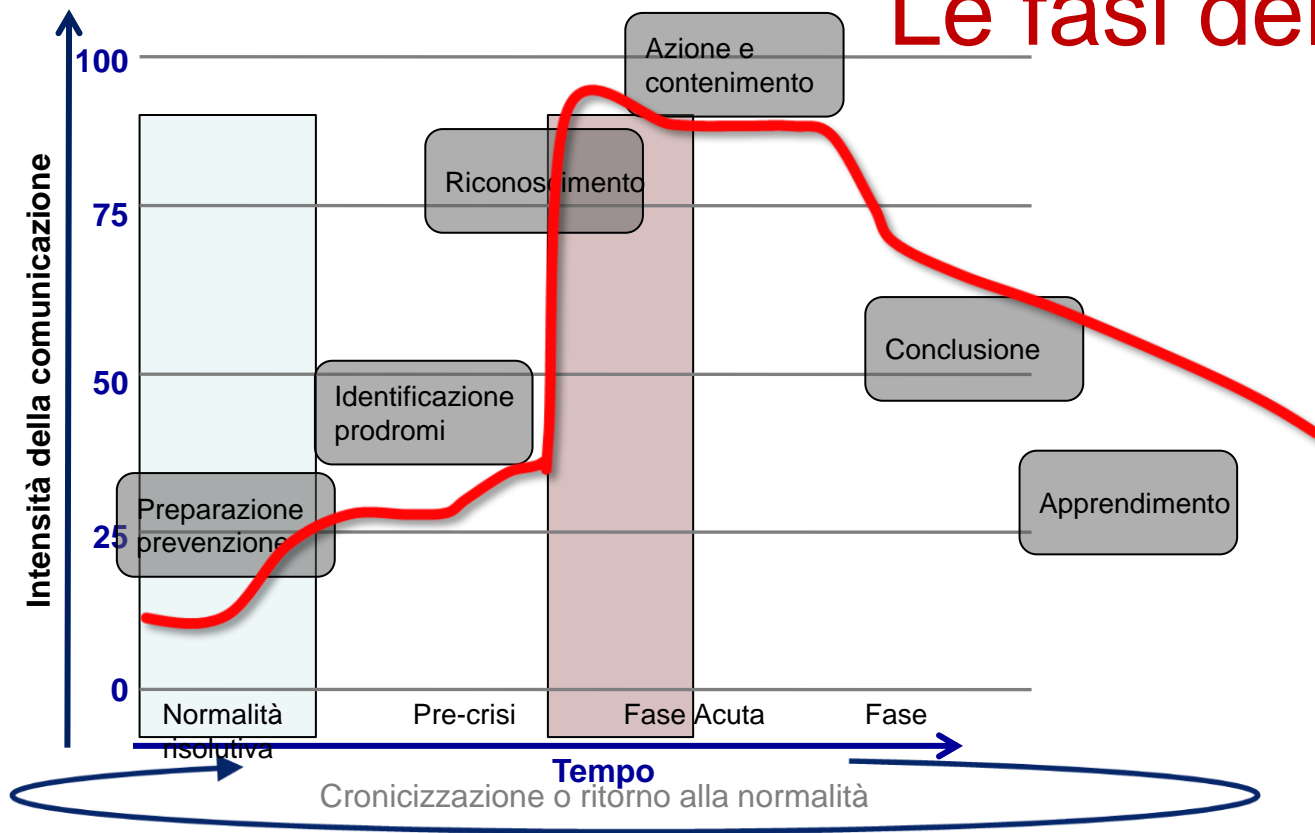 Le fasi del
Azione e
contenimento
100
Riconoscimento
75
Intensità della comunicazione
Conclusione
50
Identificazione
prodromi
Apprendimento
Preparazione
25
prevenzione
0
Normalità Pre-crisi Fase Acuta Fase
risolutiva
Tempo
Cronicizzazione o ritorno alla normalità